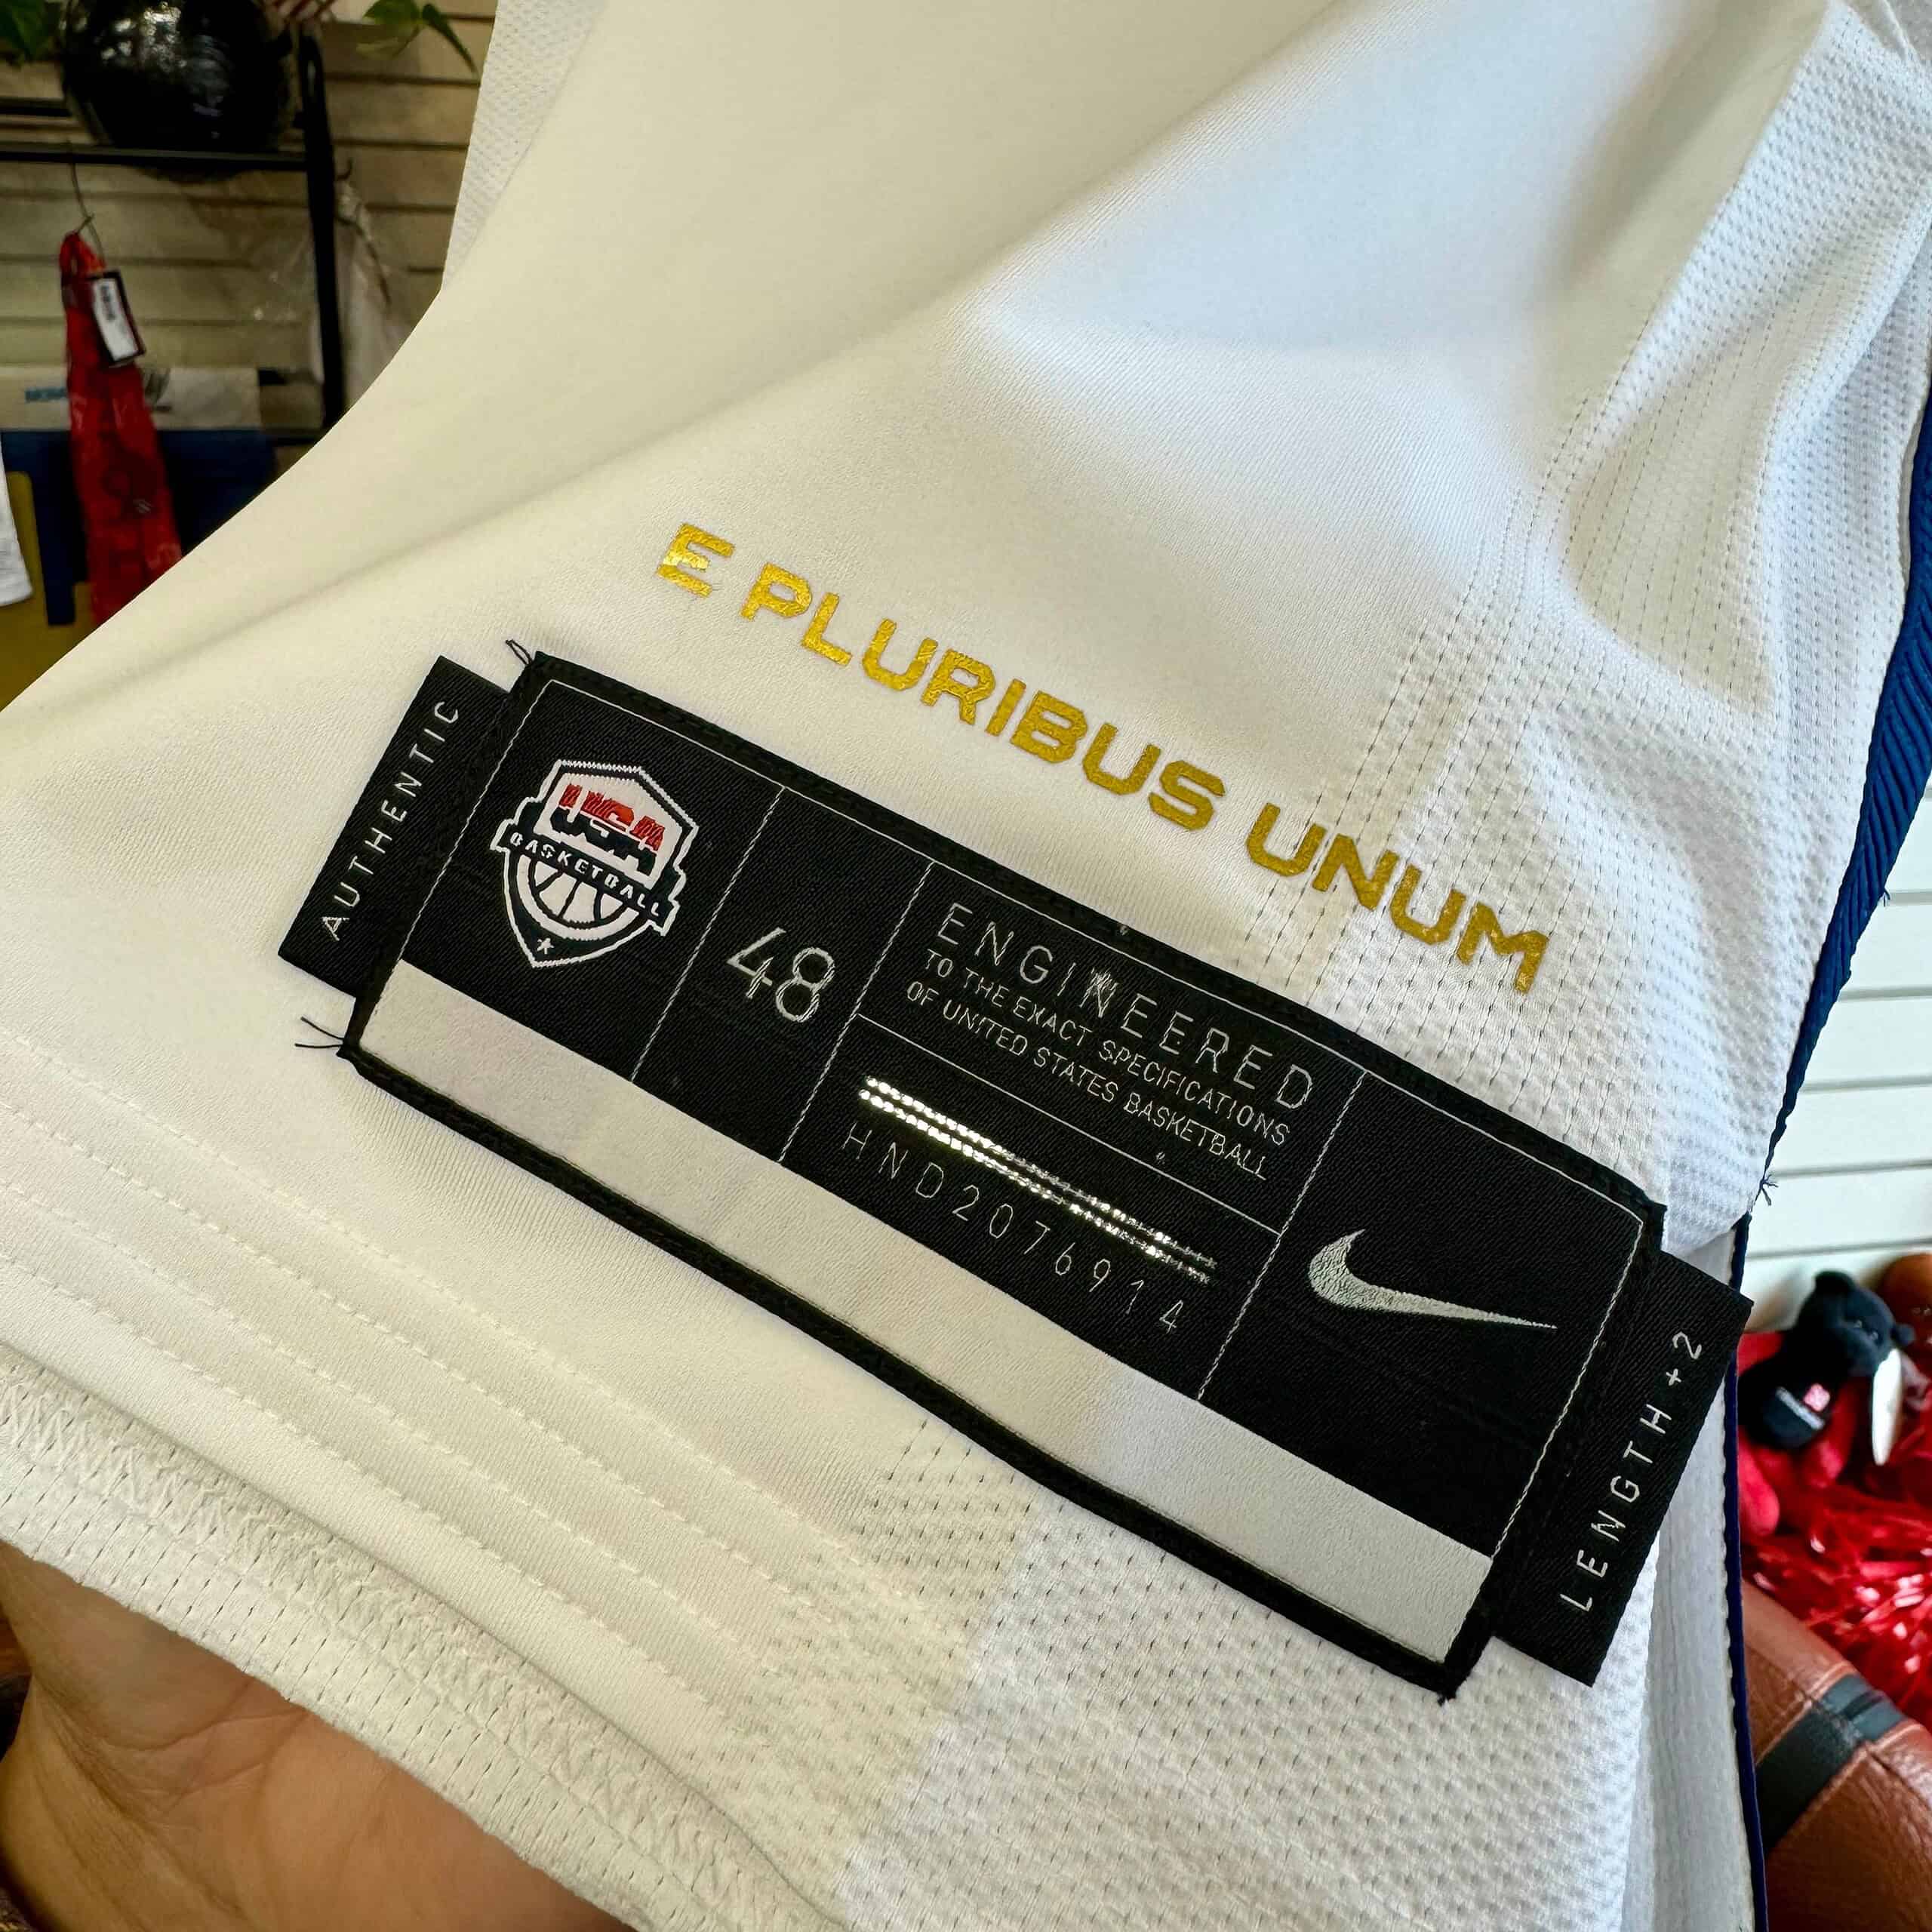 E PLURIBUS UNUM
AUTHENTIC
USA
BASKETBALL
48
ENGINEERED
TO THE EXACT SPECIFICATIONS
OF UNITED STATES BASKETBALL
HND2076914
LENGTH +2